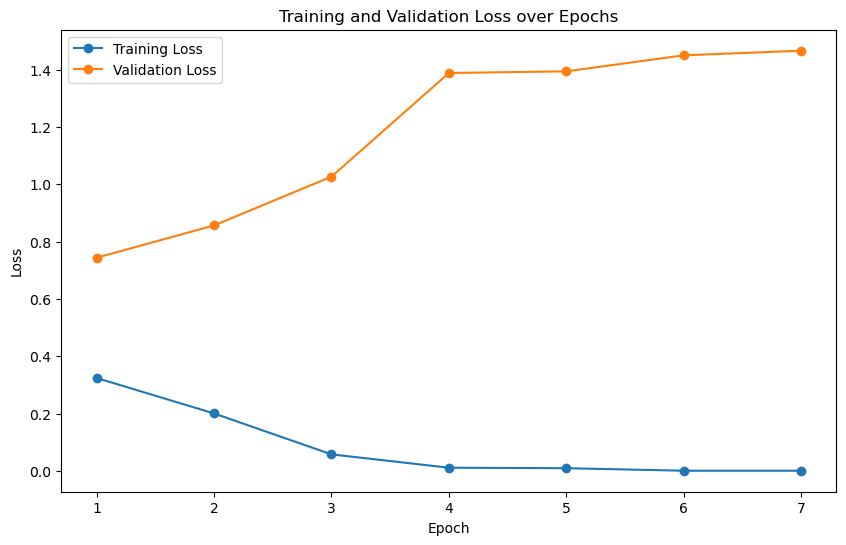 Training and Validation Loss over Epochs
Training Loss
Validation Loss
1.4
1.2
1.0
0.8
0.6
0.4
0.2
0.0
Loss
1 2 3 4 5 6 7
Epoch